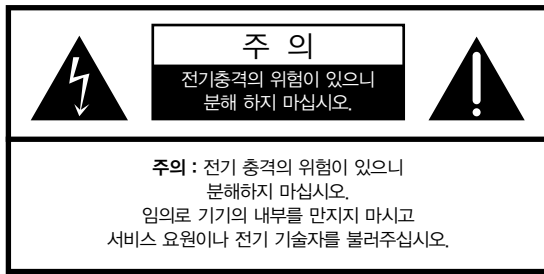 주 의
전기충격의 위험이 있으니
분해 하지 마십시오.
주의 : 전기 충격의 위험이 있으니
분해하지 마십시오.
임의로 기기의 내부를 만지지 마시고
서비스 요원이나 전기 기술자를 불러주십시오.